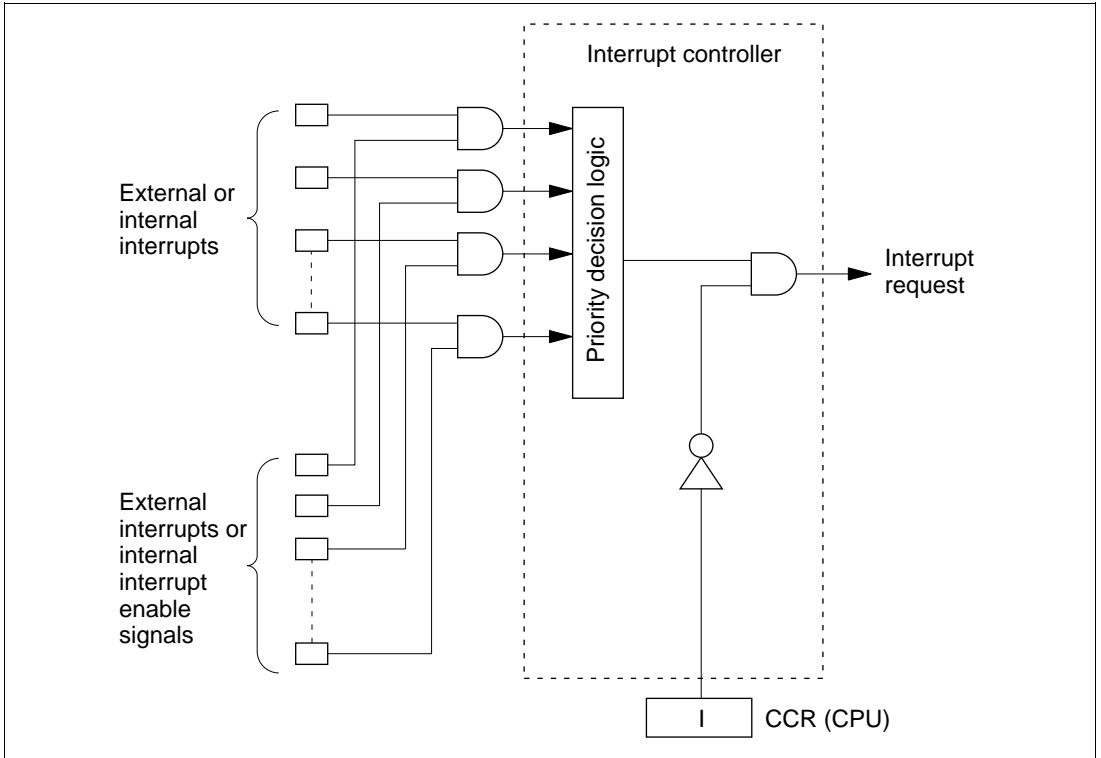 Interrupt controller
External or
internal
interrupts
Priority decision logic
Interrupt
request
External
interrupts or
internal
interrupt
enable
signals
I
CCR (CPU)